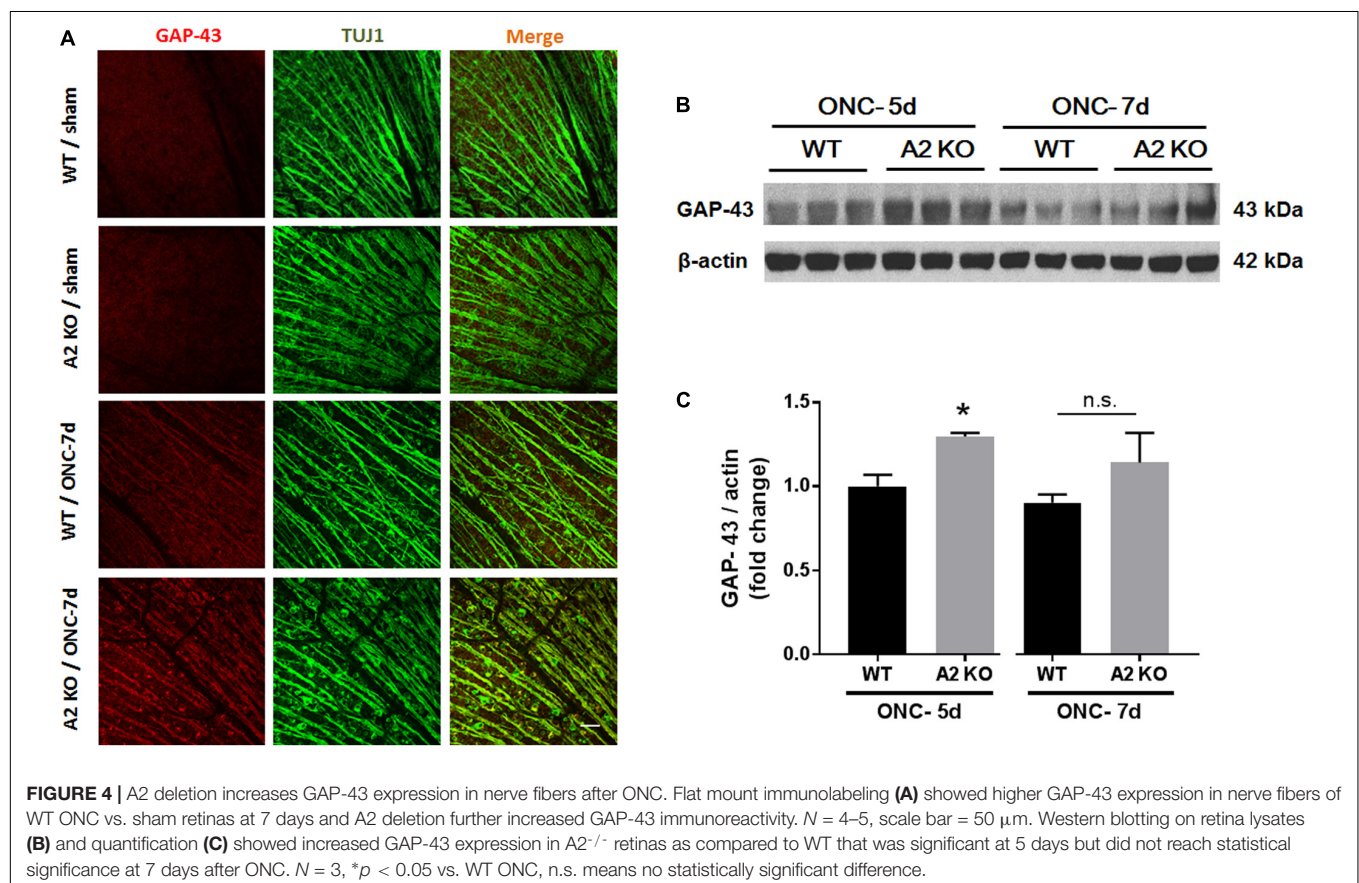 A
GAP-43 TUJ1 Merge
WT / sham
A2 KO / sham
WT / ONC-7d
A2 KO / ONC-7d
B
ONC- 5d ONC- 7d
WT A2 KO WT A2 KO
GAP-43 43 kDa
β-actin 42 kDa
C
GAP- 43 / actin
(fold change)
1.5
1.0
0.5
0.0
* n.s.
WT A2 KO WT A2 KO
ONC- 5d ONC- 7d
FIGURE 4 | A2 deletion increases GAP-43 expression in nerve fibers after ONC. Flat mount immunolabeling (A) showed higher GAP-43 expression in nerve fibers of
WT ONC vs. sham retinas at 7 days and A2 deletion further increased GAP-43 immunoreactivity. N = 4–5, scale bar = 50 μm. Western blotting on retina lysates
(B) and quantification (C) showed increased GAP-43 expression in A2⁻/⁻ retinas as compared to WT that was significant at 5 days but did not reach statistical
significance at 7 days after ONC. N = 3, *p < 0.05 vs. WT ONC, n.s. means no statistically significant difference.